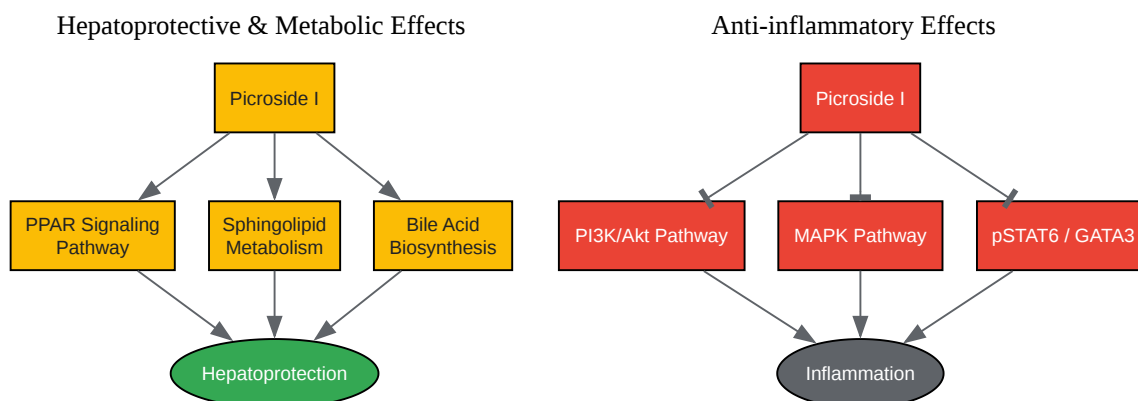 Hepatoprotective & Metabolic Effects
Picroside I
PPAR Signaling
Pathway
Sphingolipid
Metabolism
Bile Acid
Biosynthesis
Hepatoprotection
Anti-inflammatory Effects
Picroside I
PI3K/Akt Pathway
MAPK Pathway
pSTAT6 / GATA3
Inflammation